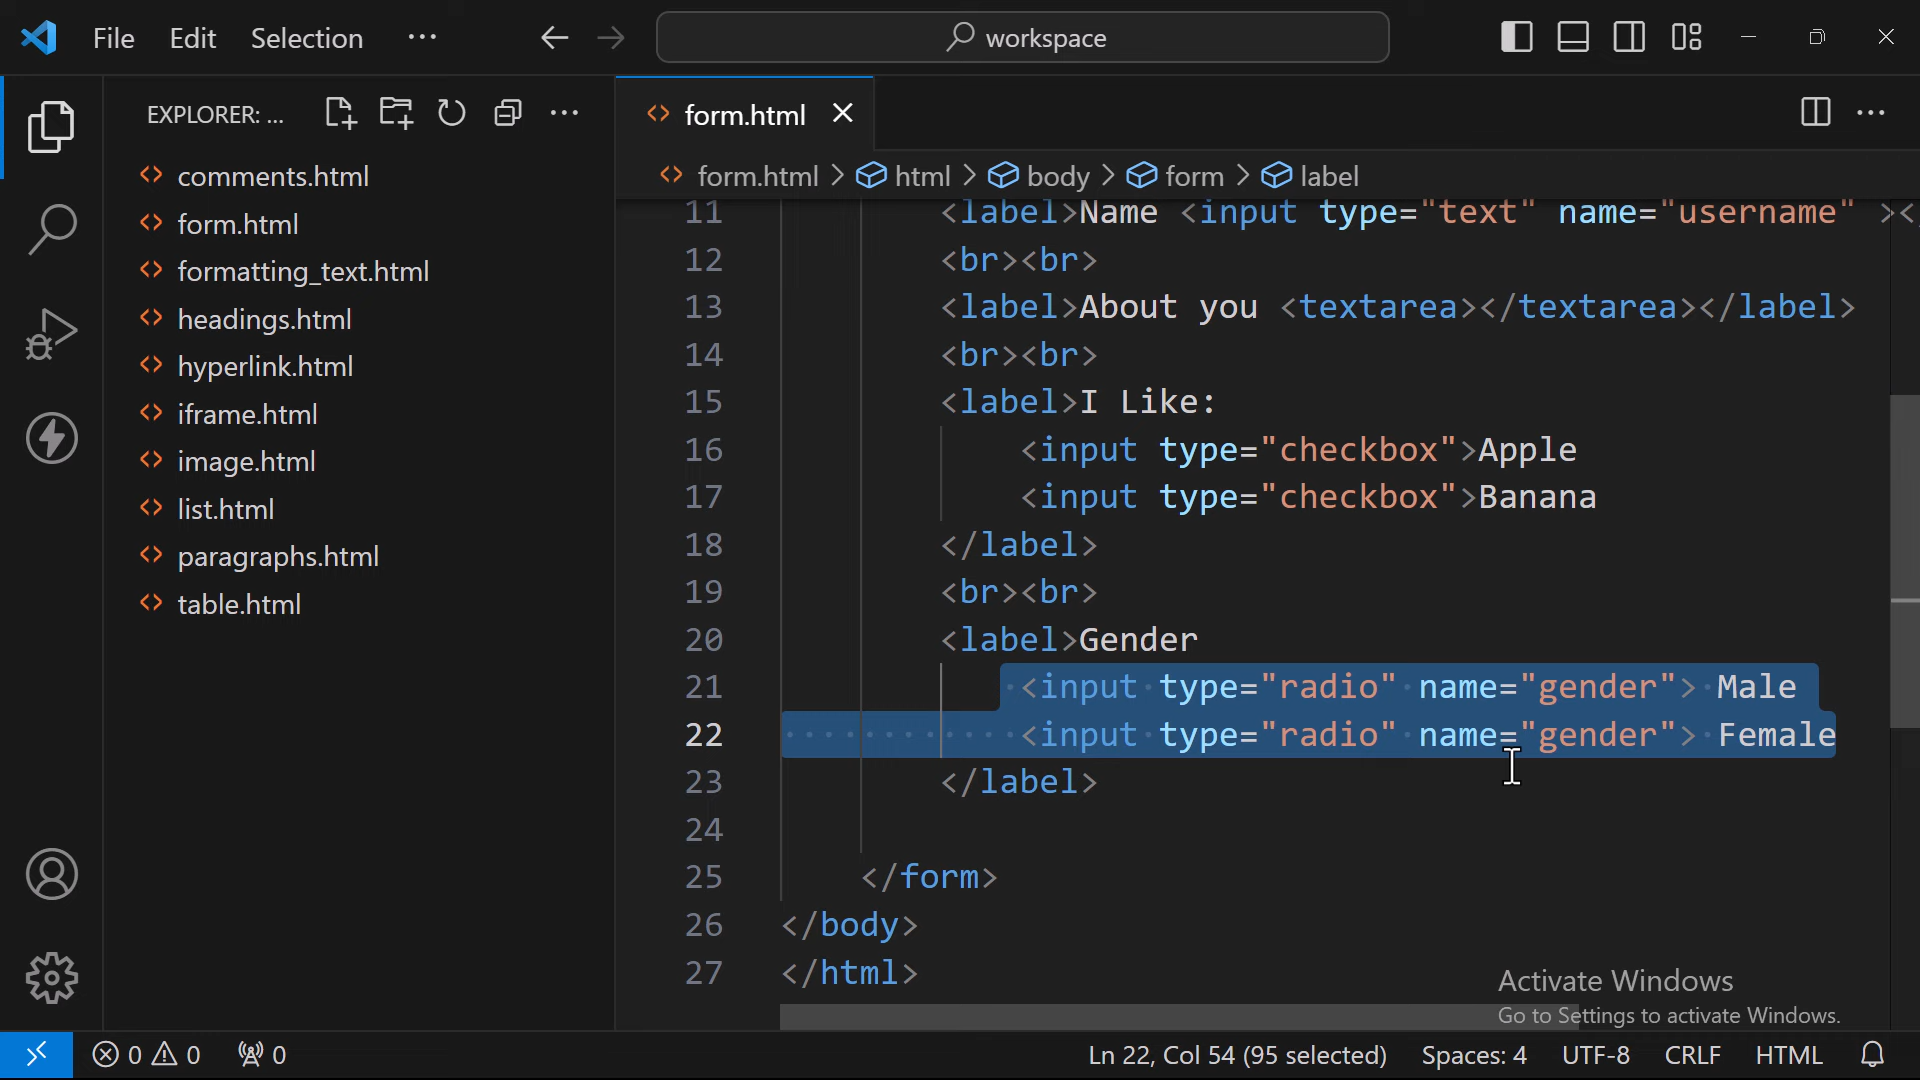 File Edit Selection ··· workspace
EXPLORER: ...
comments.html
form.html
formatting_text.html
headings.html
hyperlink.html
iframe.html
image.html
list.html
paragraphs.html
table.html
form.html
form.html > html > body > form > label
11 <label>Name <input type="text" name="username" ><
12 <br><br>
13 <label>About you <textarea></textarea></label>
14 <br><br>
15 <label>I Like:
16 <input type="checkbox">Apple
17 <input type="checkbox">Banana
18 </label>
19 <br><br>
20 <label>Gender
21 <input type="radio" name="gender"> Male
22 <input type="radio" name="gender"> Female
23 </label>
24
25 </form>
26 </body>
27 </html>
Activate Windows
Go to Settings to activate Windows.
0 0 0 Ln 22, Col 54 (95 selected) Spaces: 4 UTF-8 CRLF HTML